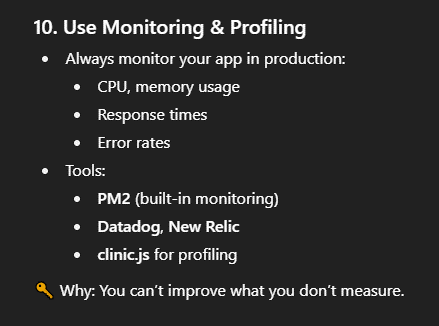 10. Use Monitoring & Profiling
• Always monitor your app in production:
• CPU, memory usage
• Response times
• Error rates
• Tools:
• PM2 (built-in monitoring)
• Datadog, New Relic
• clinic.js for profiling
🔑 Why: You can’t improve what you don’t measure.